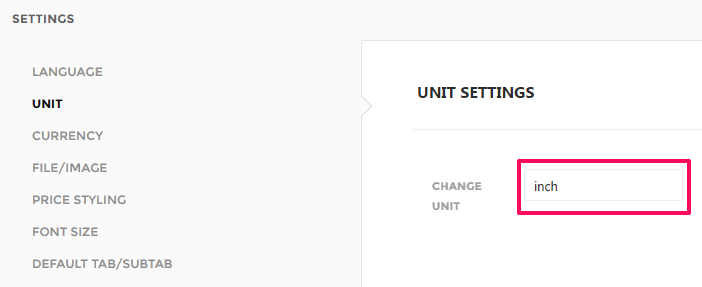 SETTINGS
LANGUAGE
UNIT
CURRENCY
FILE/IMAGE
PRICE STYLING
FONT SIZE
DEFAULT TAB/SUBTAB
UNIT SETTINGS
CHANGE
UNIT
inch